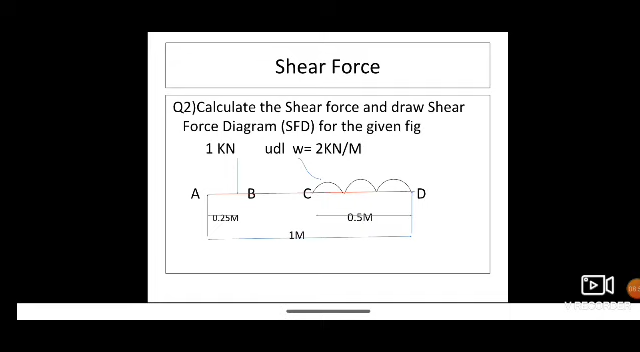 Shear Force
Q2)Calculate the Shear force and draw Shear
Force Diagram (SFD) for the given fig
1 KN udl w= 2KN/M
A B C D
0.25M 0.5M
1M
V RECORDER